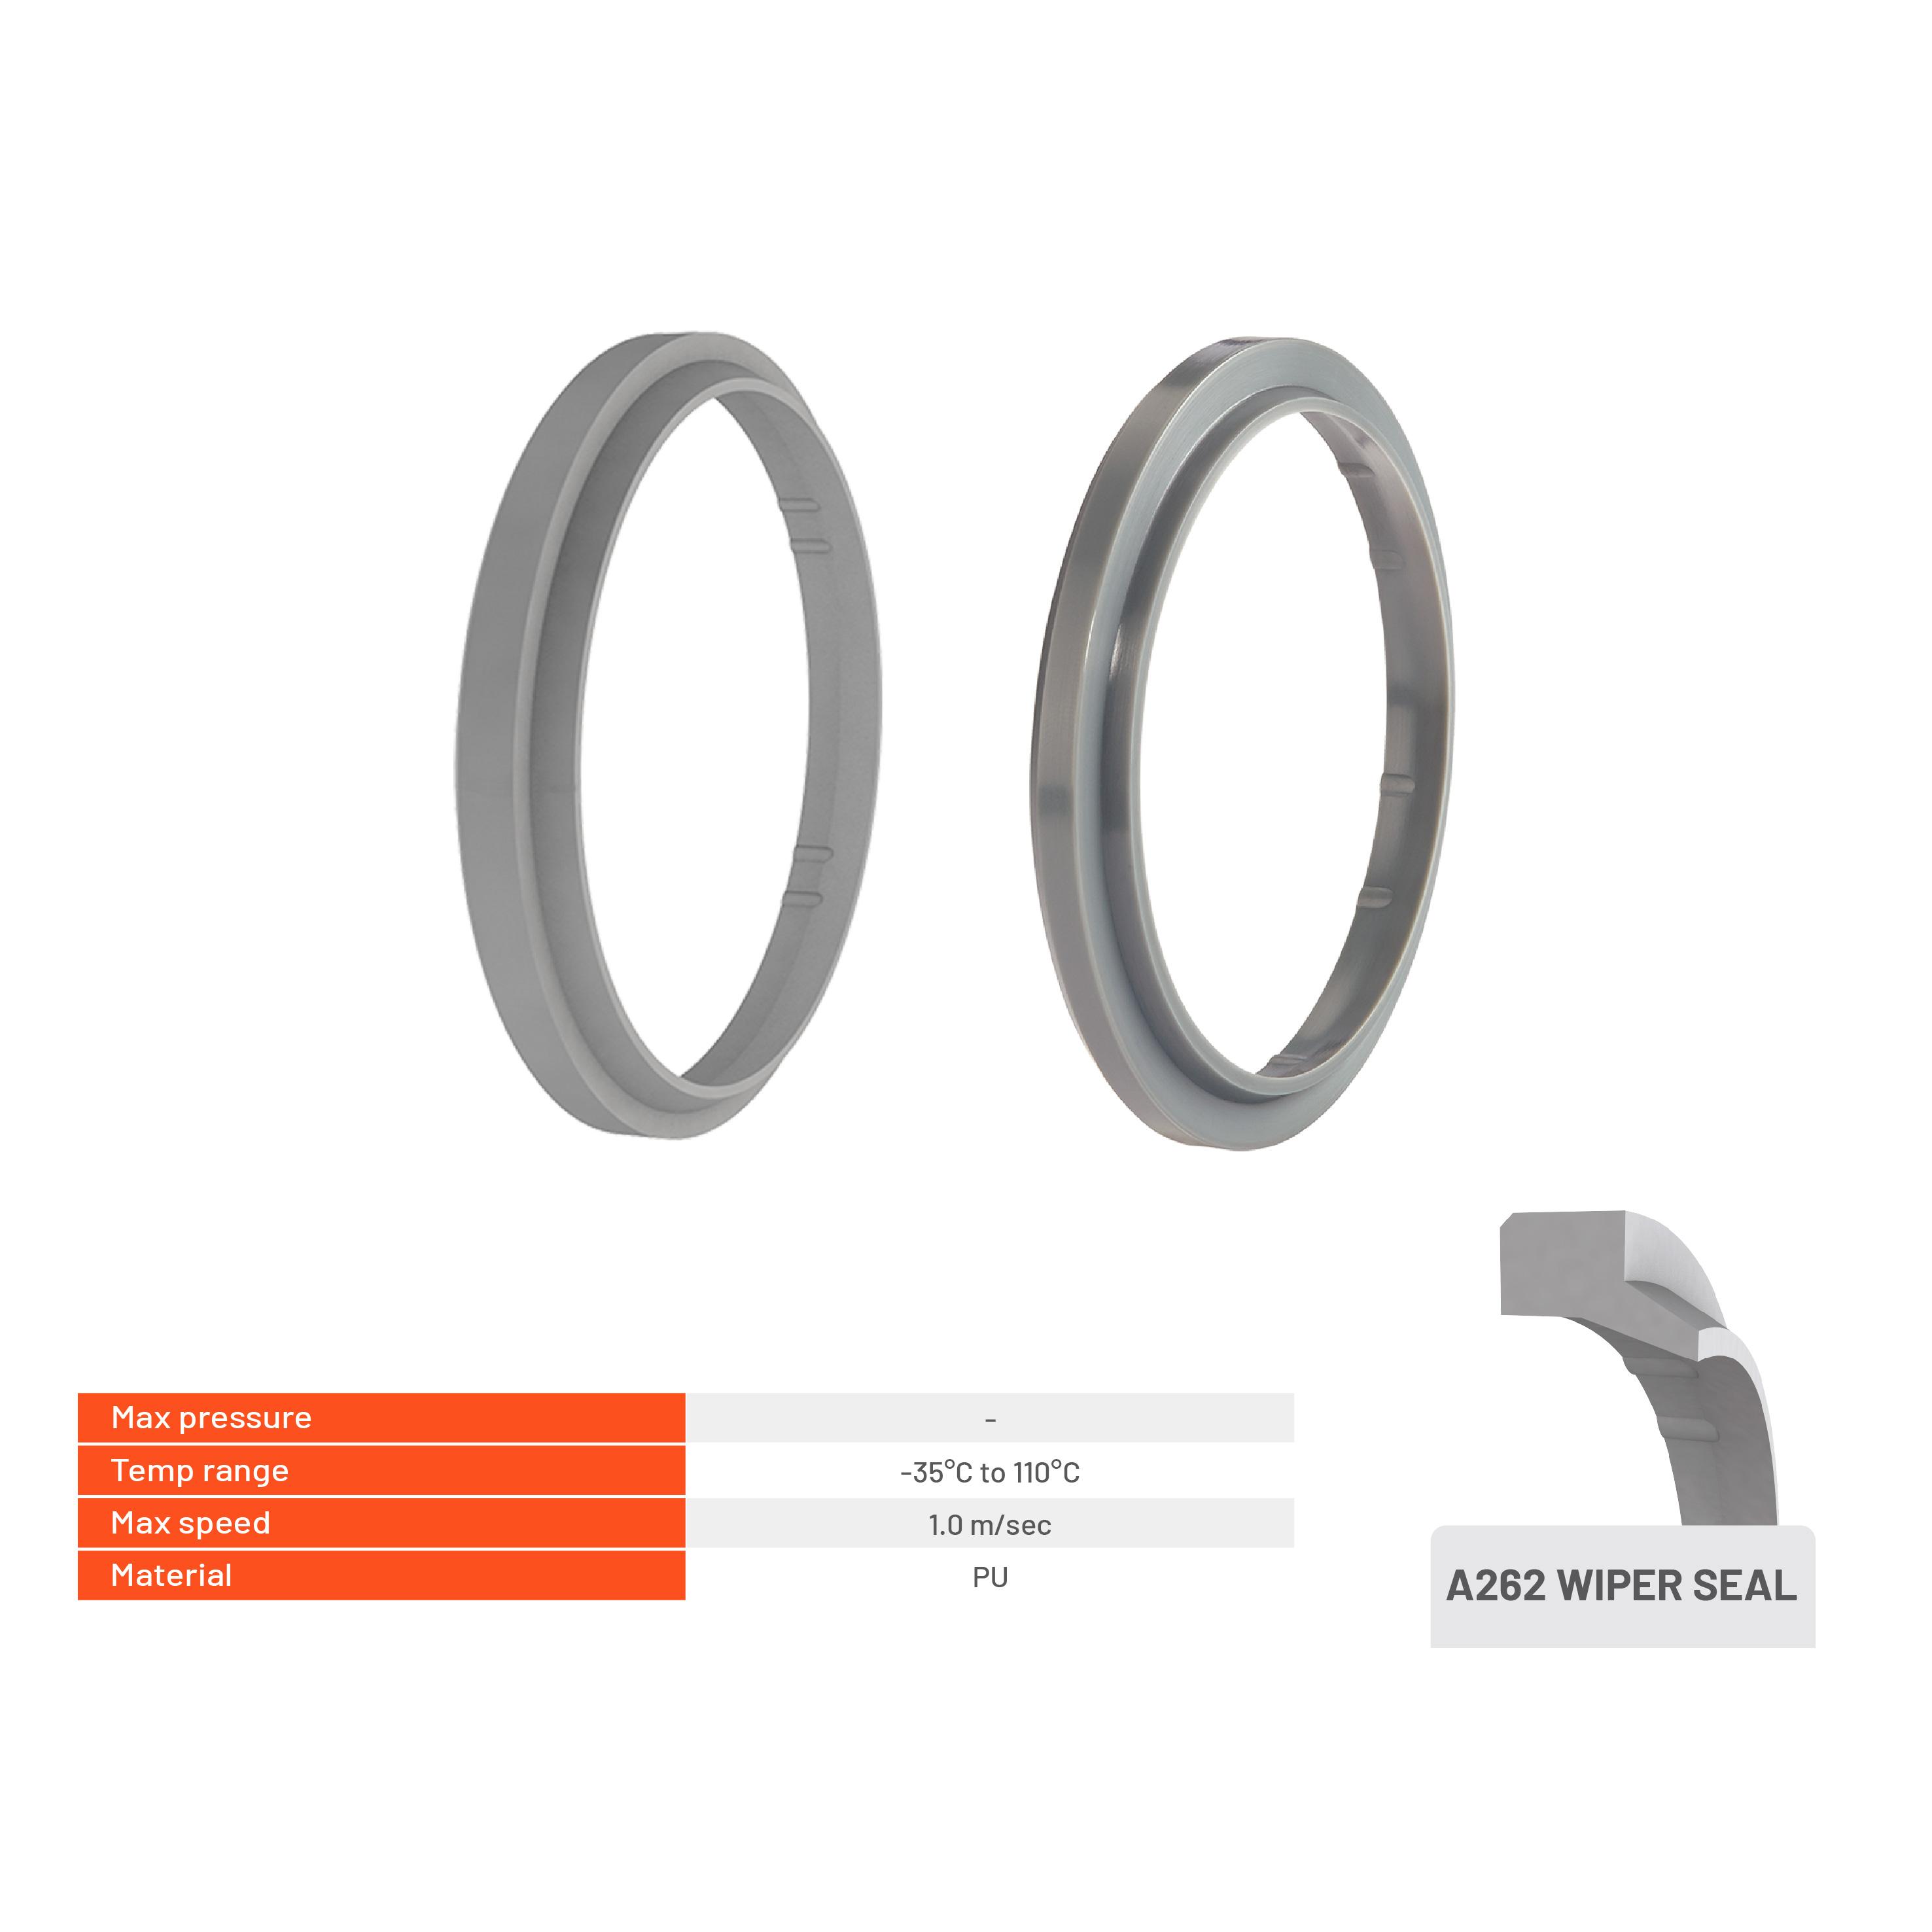 Max pressure -
Temp range -35°C to 110°C
Max speed 1.0 m/sec
Material PU
A262 WIPER SEAL